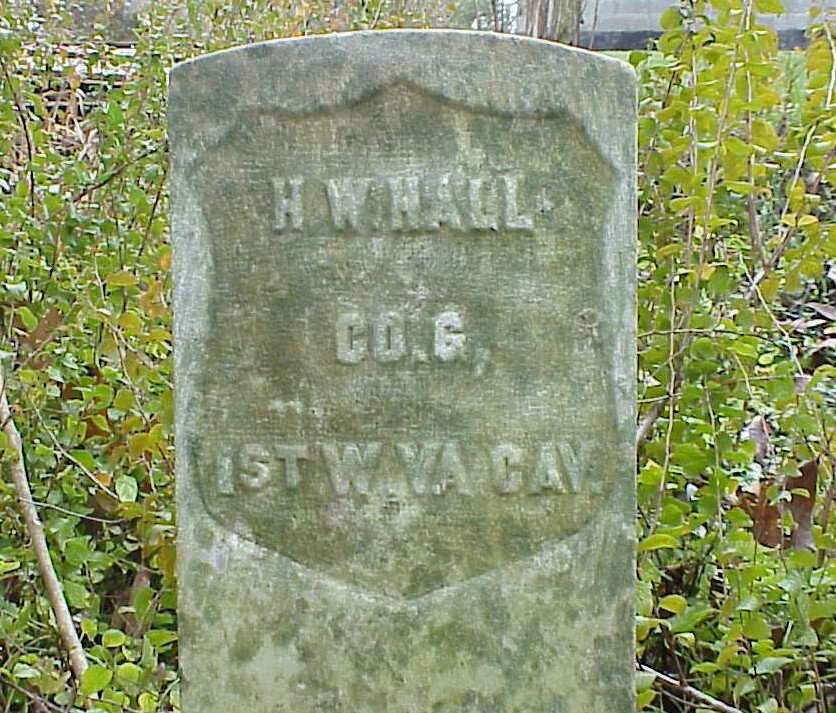 H W HALL
CO. G,
1ST W. VA CAV.